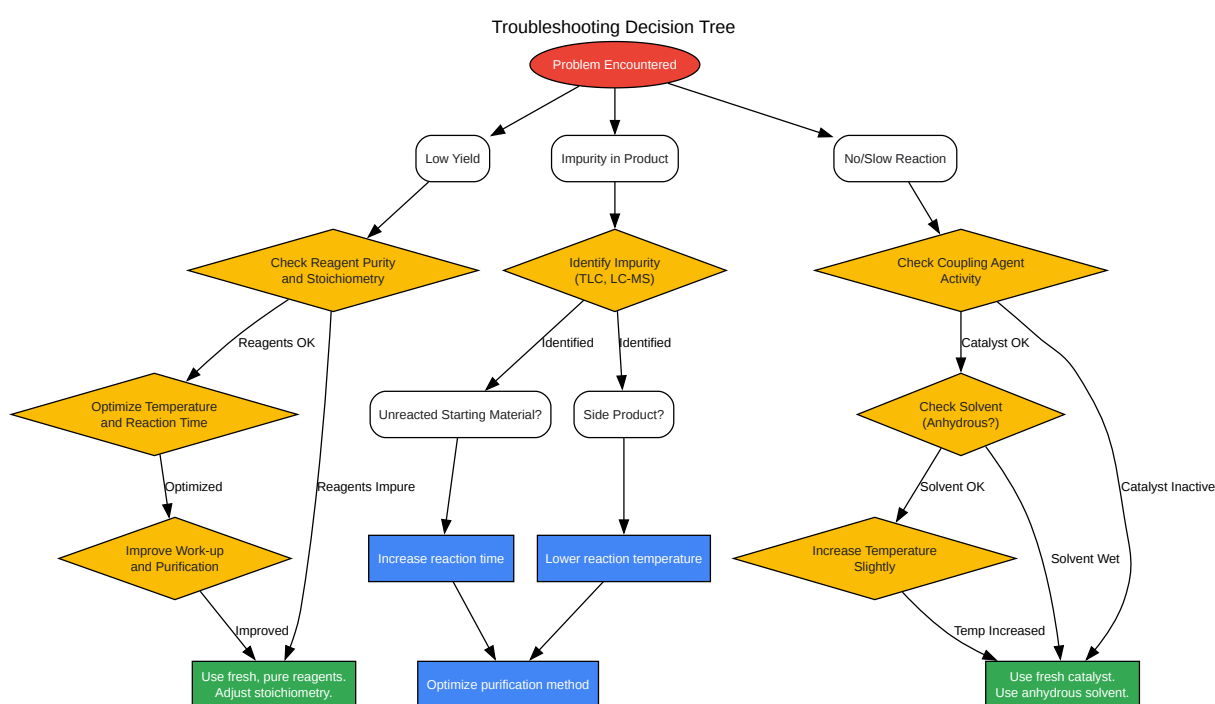 Troubleshooting Decision Tree
Problem Encountered
Low Yield
Impurity in Product
No/Slow Reaction
Check Reagent Purity
and Stoichiometry
Identify Impurity
(TLC, LC-MS)
Check Coupling Agent
Activity
Reagents OK
Identified
Identified
Catalyst OK
Optimize Temperature
and Reaction Time
Unreacted Starting Material?
Side Product?
Check Solvent
(Anhydrous?)
Optimized
Reagents Impure
Solvent OK
Catalyst Inactive
Improve Work-up
and Purification
Increase reaction time
Lower reaction temperature
Increase Temperature
Slightly
Solvent Wet
Improved
Temp Increased
Use fresh, pure reagents.
Adjust stoichiometry.
Optimize purification method
Use fresh catalyst.
Use anhydrous solvent.